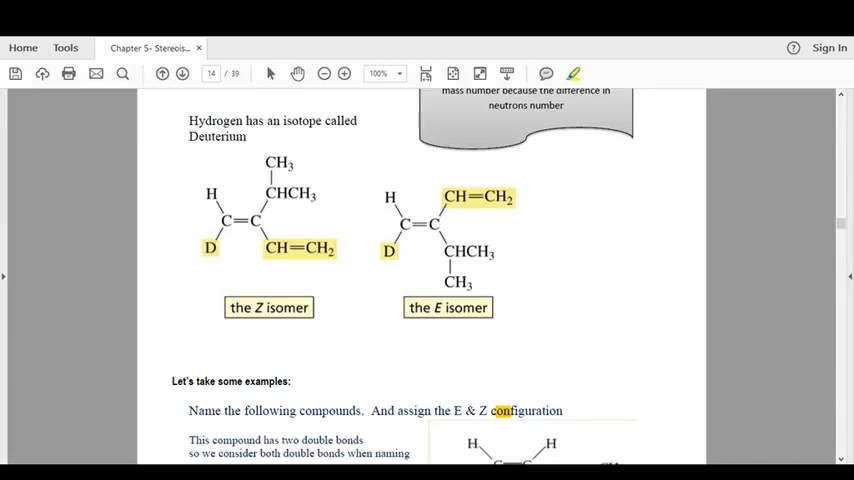 Home Tools Chapter 5- Stereois... × Sign In
14 / 39 100%
mass number because the difference in
neutrons number
Hydrogen has an isotope called
Deuterium
CH3
H CHCH3
C=C
D CH=CH2
the Z isomer
H CH=CH2
C=C
D CHCH3
CH3
the E isomer
Let's take some examples:
Name the following compounds. And assign the E & Z configuration
This compound has two double bonds
so we consider both double bonds when naming
H H